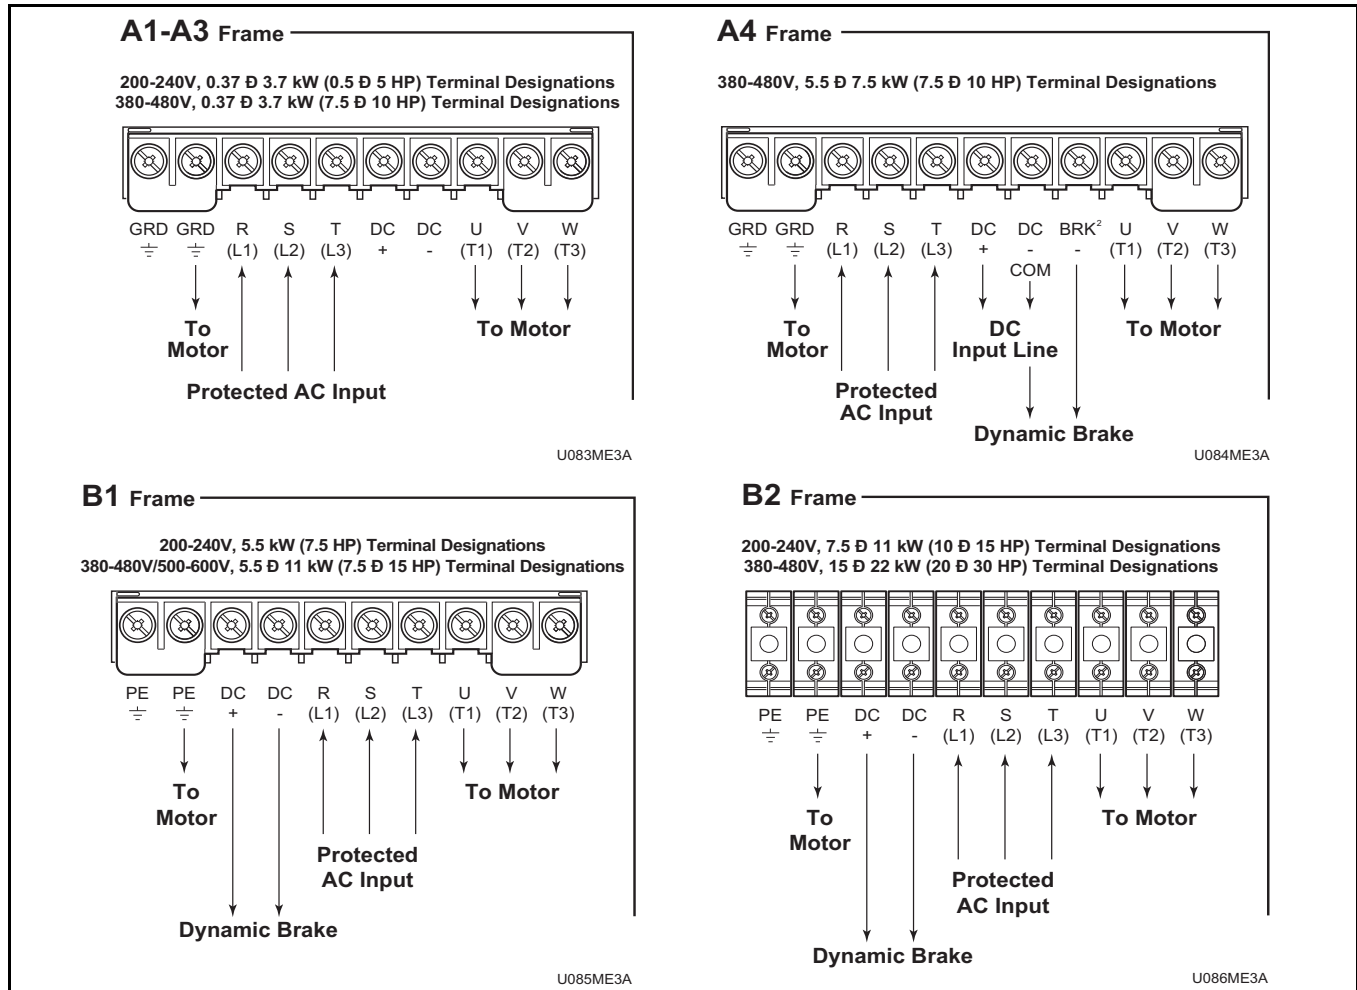 A1-A3 Frame
200-240V, 0.37 Ð 3.7 kW (0.5 Ð 5 HP) Terminal Designations
380-480V, 0.37 Ð 3.7 kW (7.5 Ð 10 HP) Terminal Designations
GRD GRD R S T DC DC U V W
(L1) (L2) (L3) + - (T1) (T2) (T3)
To
Motor
To Motor
Protected AC Input
U083ME3A
A4 Frame
380-480V, 5.5 Ð 7.5 kW (7.5 Ð 10 HP) Terminal Designations
GRD GRD R S T DC DC BRK² U V W
(L1) (L2) (L3) + - - (T1) (T2) (T3)
COM
To
Motor
DC
Input Line
To Motor
Protected
AC Input
Dynamic Brake
U084ME3A
B1 Frame
200-240V, 5.5 kW (7.5 HP) Terminal Designations
380-480V/500-600V, 5.5 Ð 11 kW (7.5 Ð 15 HP) Terminal Designations
PE PE DC DC R S T U V W
+ - (L1) (L2) (L3) (T1) (T2) (T3)
To
Motor
To Motor
Protected
AC Input
Dynamic Brake
U085ME3A
B2 Frame
200-240V, 7.5 Ð 11 kW (10 Ð 15 HP) Terminal Designations
380-480V, 15 Ð 22 kW (20 Ð 30 HP) Terminal Designations
PE PE DC DC R S T U V W
+ - (L1) (L2) (L3) (T1) (T2) (T3)
To
Motor
To Motor
Protected
AC Input
Dynamic Brake
U086ME3A